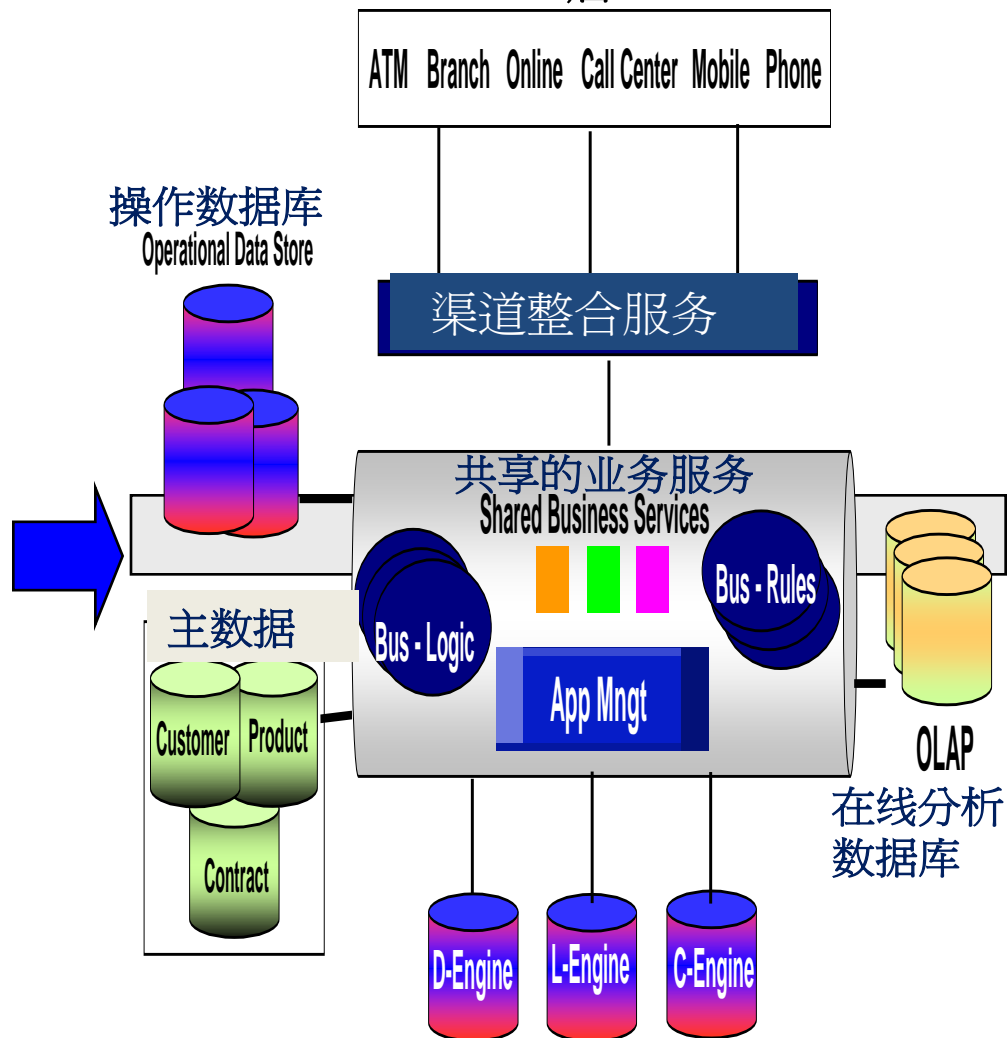 ATM Branch Online Call Center Mobile Phone
操作数据库
Operational Data Store
渠道整合服务
共享的业务服务
Shared Business Services
Bus - Rules
主数据
Bus - Logic
App Mngt
Customer
Product
Contract
OLAP
在线分析
数据库
D-Engine
L-Engine
C-Engine